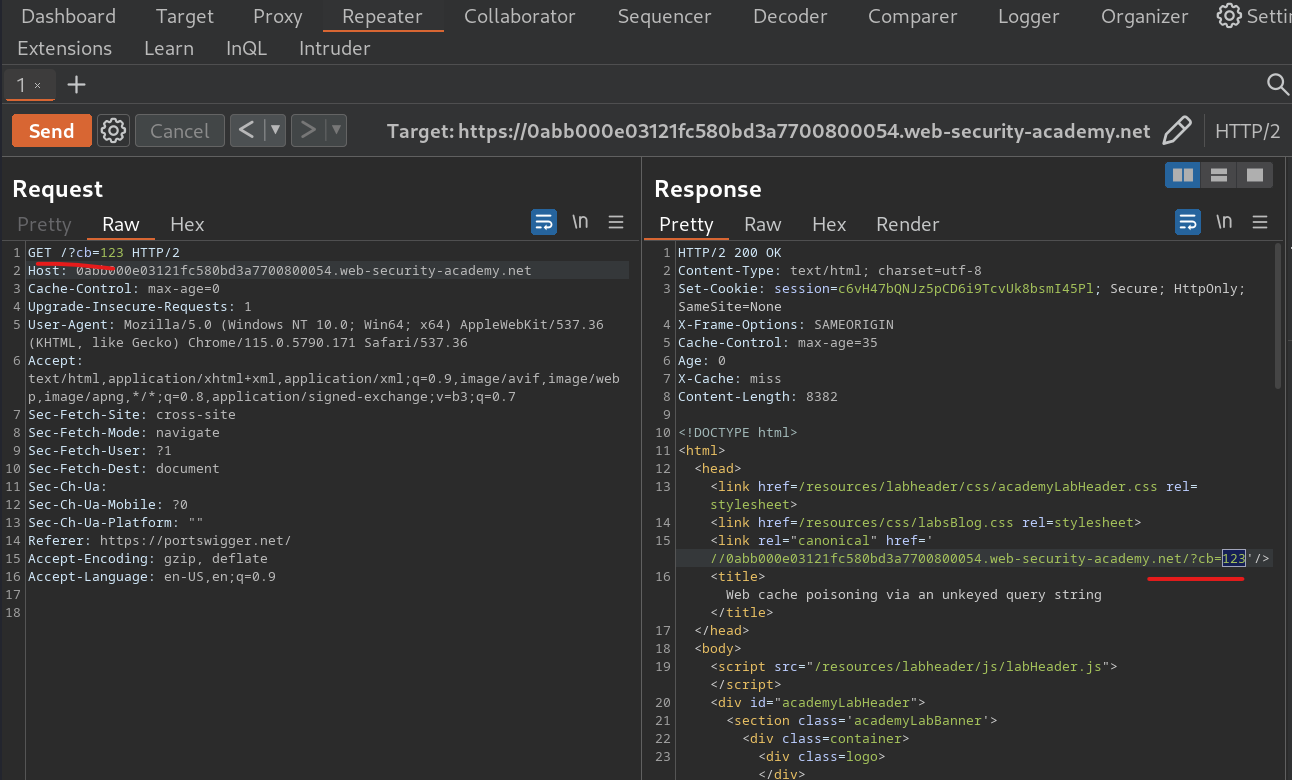 Dashboard Target Proxy Repeater Collaborator Sequencer Decoder Comparer Logger Organizer Setti
Extensions Learn InQL Intruder
1 × +
Send Cancel < > Target: https://0abb000e03121fc580bd3a7700800054.web-security-academy.net HTTP/2
Request
Pretty Raw Hex \n
1 GET /?cb=123 HTTP/2
2 Host: 0abb000e03121fc580bd3a7700800054.web-security-academy.net
3 Cache-Control: max-age=0
4 Upgrade-Insecure-Requests: 1
5 User-Agent: Mozilla/5.0 (Windows NT 10.0; Win64; x64) AppleWebKit/537.36
(KHTML, like Gecko) Chrome/115.0.5790.171 Safari/537.36
6 Accept:
text/html,application/xhtml+xml,application/xml;q=0.9,image/avif,image/web
p,image/apng,*/*;q=0.8,application/signed-exchange;v=b3;q=0.7
7 Sec-Fetch-Site: cross-site
8 Sec-Fetch-Mode: navigate
9 Sec-Fetch-User: ?1
10 Sec-Fetch-Dest: document
11 Sec-Ch-Ua:
12 Sec-Ch-Ua-Mobile: ?0
13 Sec-Ch-Ua-Platform: ""
14 Referer: https://portswigger.net/
15 Accept-Encoding: gzip, deflate
16 Accept-Language: en-US,en;q=0.9
17
18
Response
Pretty Raw Hex Render \n
1 HTTP/2 200 OK
2 Content-Type: text/html; charset=utf-8
3 Set-Cookie: session=c6vH47bQNJz5pCD6i9TcvUk8bsmI45Pl; Secure; HttpOnly;
SameSite=None
4 X-Frame-Options: SAMEORIGIN
5 Cache-Control: max-age=35
6 Age: 0
7 X-Cache: miss
8 Content-Length: 8382
9
10 <!DOCTYPE html>
11 <html>
12 <head>
13 <link href=/resources/labheader/css/academyLabHeader.css rel=
stylesheet>
14 <link href=/resources/css/labsBlog.css rel=stylesheet>
15 <link rel="canonical" href='
//0abb000e03121fc580bd3a7700800054.web-security-academy.net/?cb=123'/>
16 <title>
Web cache poisoning via an unkeyed query string
</title>
17 </head>
18 <body>
19 <script src="/resources/labheader/js/labHeader.js">
</script>
20 <div id="academyLabHeader">
21 <section class='academyLabBanner'>
22 <div class=container>
23 <div class=logo>
</div>